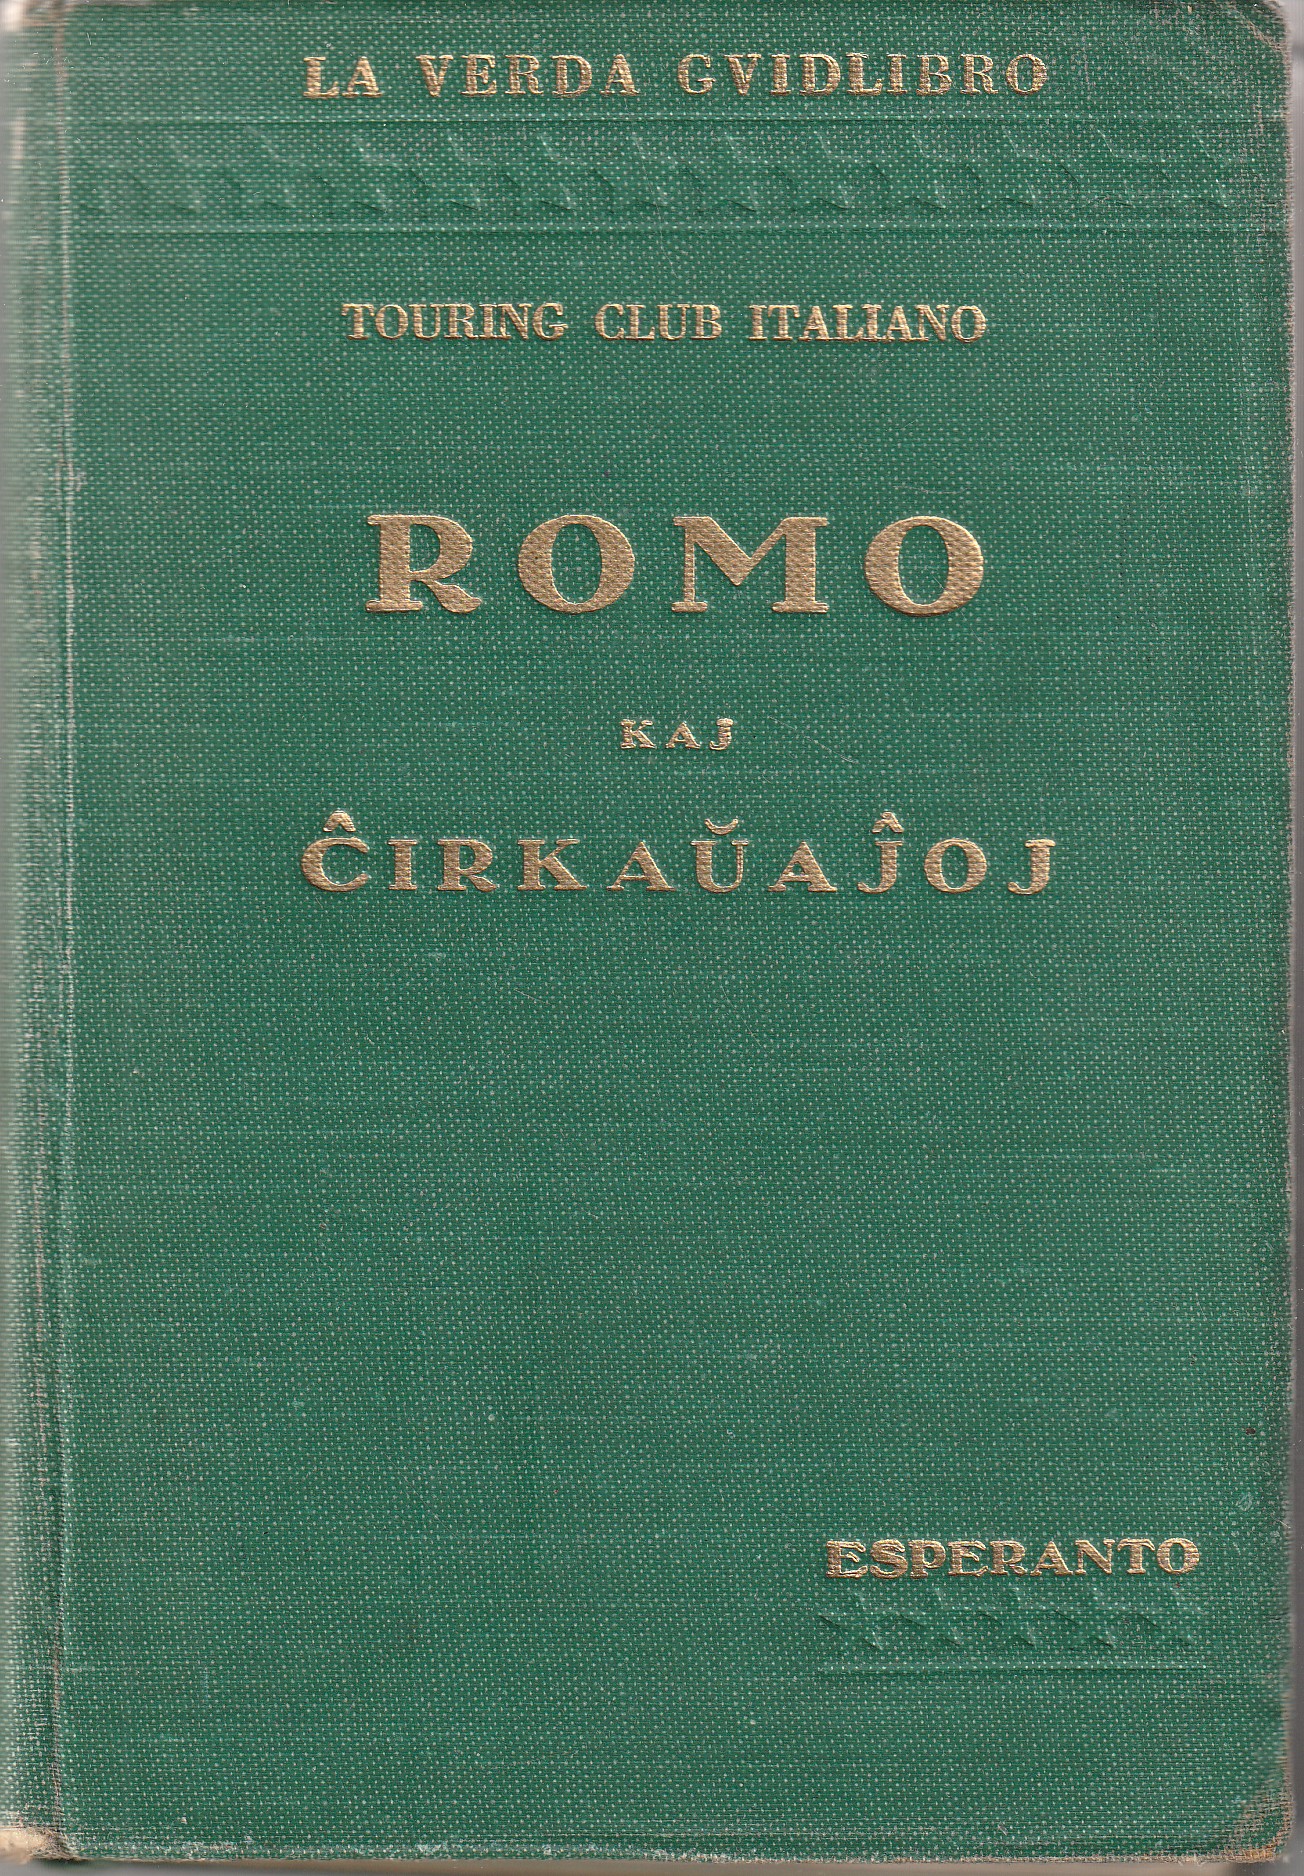 LA VERDA GVIDLIBRO
TOURING CLUB ITALIANO
ROMO
KAJ
ĈIRKAŬAĴOJ
ESPERANTO